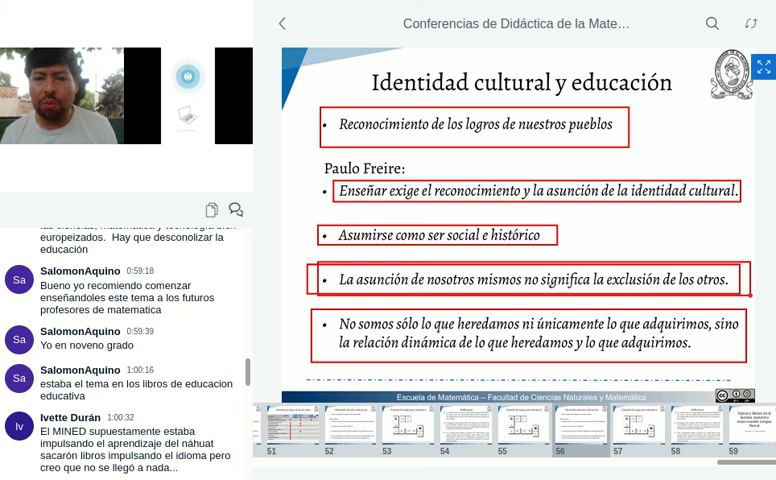 Conferencias de Didáctica de la Mate…
Identidad cultural y educación
• Reconocimiento de los logros de nuestros pueblos
Paulo Freire:
• Enseñar exige el reconocimiento y la asunción de la identidad cultural.
• Asumirse como ser social e histórico
• La asunción de nosotros mismos no significa la exclusión de los otros.
• No somos sólo lo que heredamos ni únicamente lo que adquirimos, sino
la relación dinámica de lo que heredamos y lo que adquirimos.
Escuela de Matemática – Facultad de Ciencias Naturales y Matemática
51 52 53 54 55 56 57 58 59
europeizados. Hay que desconolizar la
educación
Sa
SalomonAquino 0:59:18
Bueno yo recomiendo comenzar
enseñandoles este tema a los futuros
profesores de matematica
Sa
SalomonAquino 0:59:39
Yo en noveno grado
Sa
SalomonAquino 1:00:16
estaba el tema en los libros de educacion
educativa
Iv
Ivette Durán 1:00:32
El MINED supuestamente estaba
impulsando el aprendizaje del náhuat
sacarón libros impulsando el idioma pero
creo que no se llegó a nada...